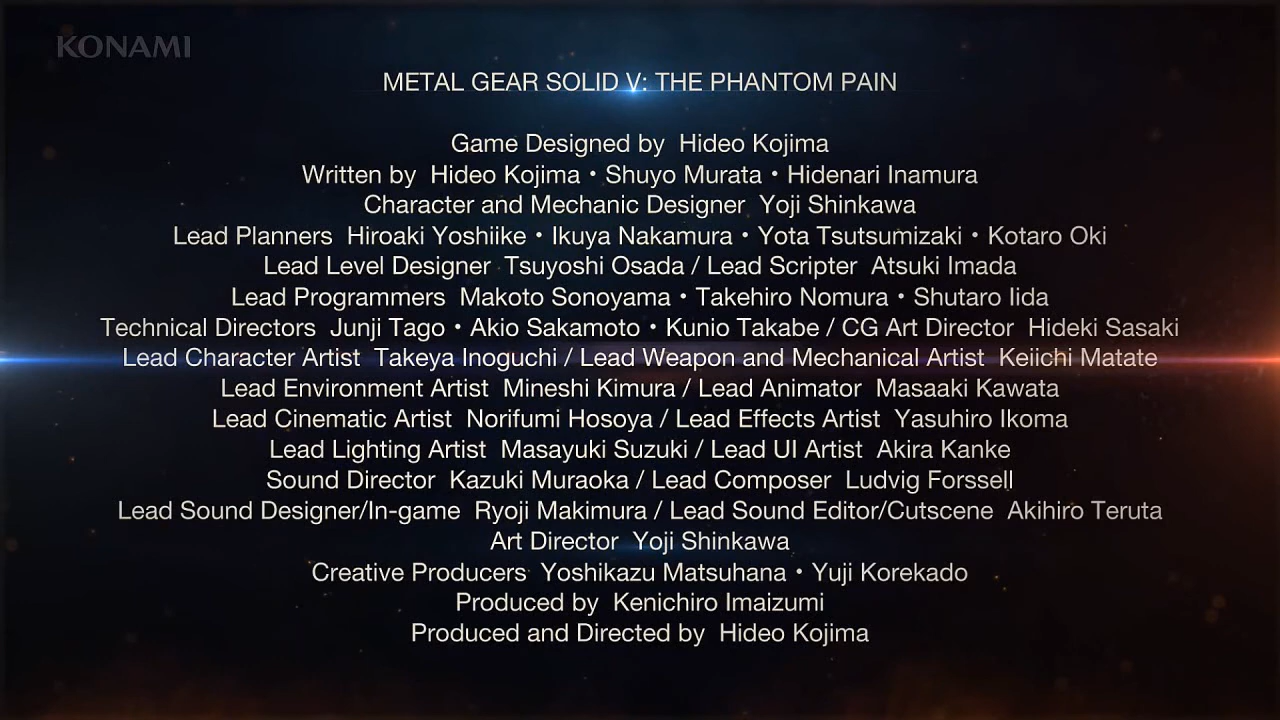 KONAMI
METAL GEAR SOLID V: THE PHANTOM PAIN
Game Designed by Hideo Kojima
Written by Hideo Kojima・Shuyo Murata・Hidenari Inamura
Character and Mechanic Designer Yoji Shinkawa
Lead Planners Hiroaki Yoshiike・Ikuya Nakamura・Yota Tsutsumizaki・Kotaro Oki
Lead Level Designer Tsuyoshi Osada / Lead Scripter Atsuki Imada
Lead Programmers Makoto Sonoyama・Takehiro Nomura・Shutaro Iida
Technical Directors Junji Tago・Akio Sakamoto・Kunio Takabe / CG Art Director Hideki Sasaki
Lead Character Artist Takeya Inoguchi / Lead Weapon and Mechanical Artist Keiichi Matate
Lead Environment Artist Mineshi Kimura / Lead Animator Masaaki Kawata
Lead Cinematic Artist Norifumi Hosoya / Lead Effects Artist Yasuhiro Ikoma
Lead Lighting Artist Masayuki Suzuki / Lead UI Artist Akira Kanke
Sound Director Kazuki Muraoka / Lead Composer Ludvig Forssell
Lead Sound Designer/In-game Ryoji Makimura / Lead Sound Editor/Cutscene Akihiro Teruta
Art Director Yoji Shinkawa
Creative Producers Yoshikazu Matsuhana・Yuji Korekado
Produced by Kenichiro Imaizumi
Produced and Directed by Hideo Kojima